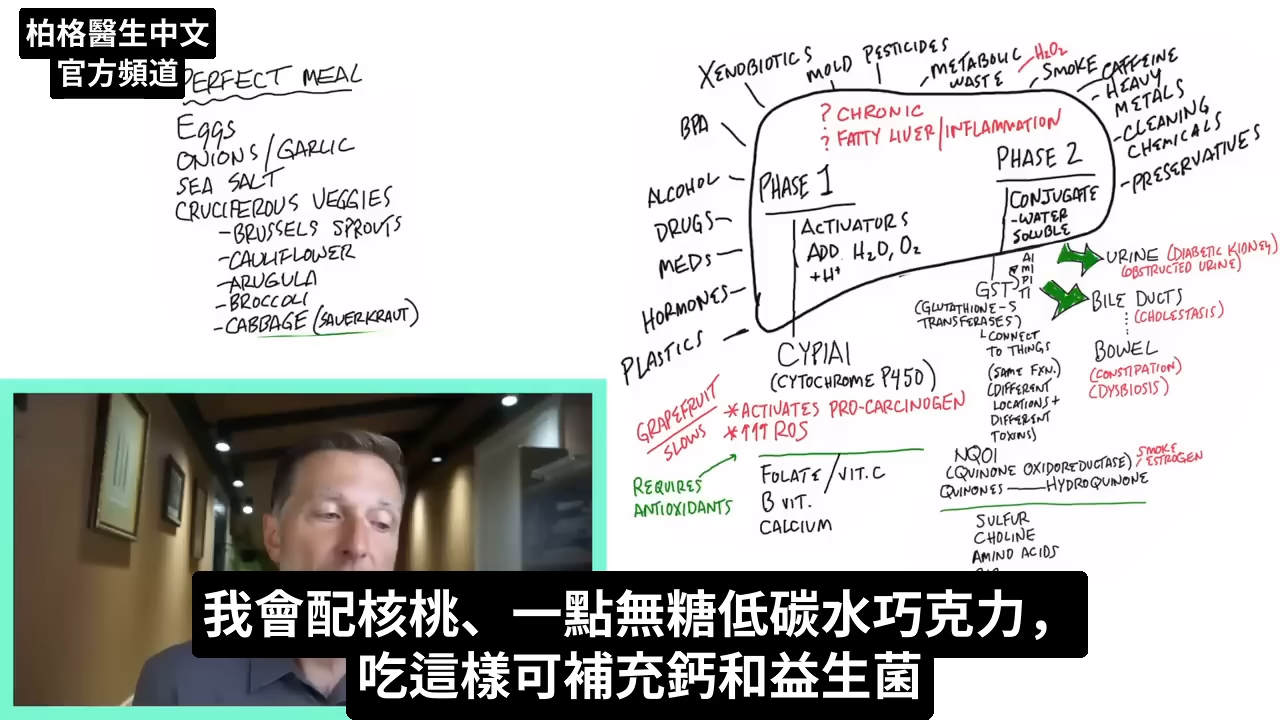 柏格醫生中文
官方頻道
PERFECT MEAL
EGGS
ONIONS/GARLIC
SEA SALT
CRUCIFEROUS VEGGIES
-BRUSSELS SPROUTS
-CAULIFLOWER
-ARUGULA
-BROCCOLI
-CABBAGE (SAUERKRAUT)
XENOBIOTICS
MOLD
PESTICIDES
METABOLIC
WASTE
H2O2
SMOKE
CAFFEINE
-HEAVY
METALS
-CLEANING
CHEMICALS
-PRESERVATIVES
BPA
ALCOHOL
DRUGS
MEDS
HORMONES
PLASTICS
? CHRONIC
? FATTY LIVER/INFLAMMATION
PHASE 1
ACTIVATORS
ADD H2O, O2
+H+
PHASE 2
CONJUGATE
-WATER
SOLUBLE
CYP1A1
(CYTOCHROME P450)
GRAPEFRUIT
SLOWS
*ACTIVATES PRO-CARCINOGEN
*↑↑↑ ROS
REQUIRES
ANTIOXIDANTS
FOLATE/VIT.C
B VIT.
CALCIUM
GST
A1
M1
P1
T1
(GLUTATHIONE-S
TRANSFERASES)
CONNECT
TO THINGS
(SAME FXN.)
(DIFFERENT
LOCATIONS+
DIFFERENT
TOXINS)
URINE (DIABETIC KIDNEY)
(OBSTRUCTED URINE)
BILE DUCTS
(CHOLESTASIS)
BOWEL
(CONSTIPATION)
(DYSBIOSIS)
NQO1
(QUINONE OXIDOREDUCTASE)
SMOKE
ESTROGEN
QUINONES — HYDROQUINONE
SULFUR
CHOLINE
AMINO ACIDS
我會配核桃、一點無糖低碳水巧克力，
吃這樣可補充鈣和益生菌